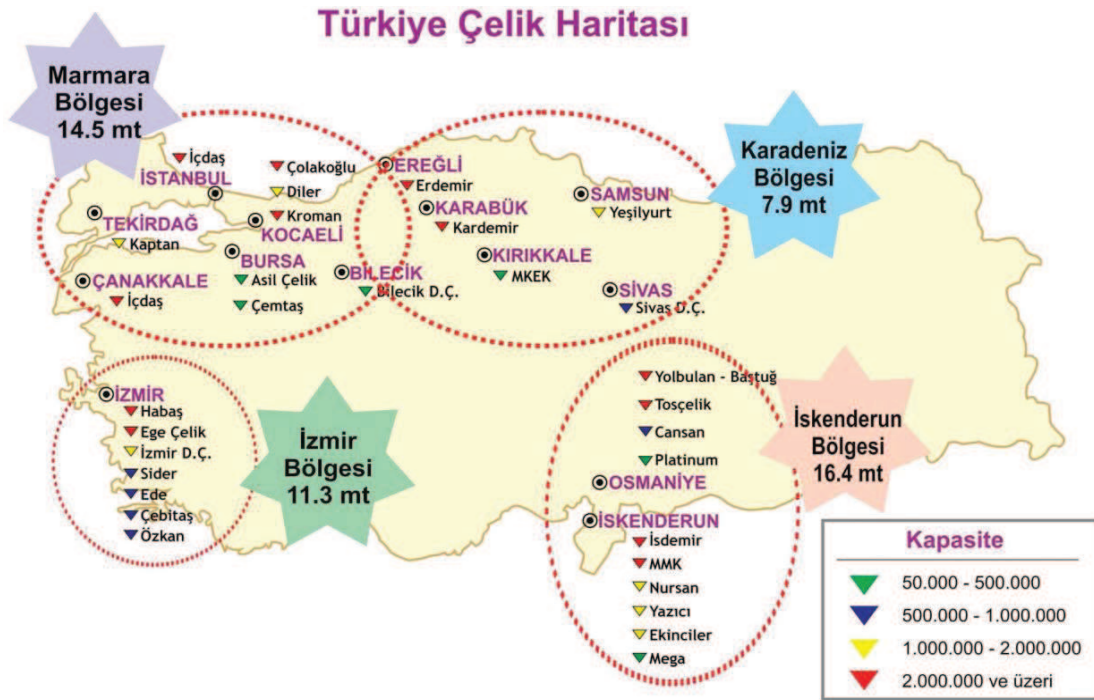 Türkiye Çelik Haritası
Marmara
Bölgesi
14.5 mt
Karadeniz
Bölgesi
7.9 mt
İçdaş
İSTANBUL
Çolakoğlu
Diler
Kroman
KOCAELİ
TEKİRDAĞ
Kaptan
BURSA
Asil Çelik
Çemtaş
ÇANAKKALE
İçdaş
BİLECİK
Bilecik D.Ç.
EREĞLİ
Erdemir
KARABÜK
Kardemir
KIRIKKALE
MKEK
SAMSUN
Yeşilyurt
SİVAS
Sivas D.Ç.
İZMİR
Habaş
Ege Çelik
İzmir D.Ç.
Sider
Ede
Çebitaş
Özkan
İzmir
Bölgesi
11.3 mt
Yolbulan - Baştuğ
Tosçelik
Cansan
Platinum
OSMANİYE
İSKENDERUN
İsdemir
MMK
Nursan
Yazıcı
Ekinciler
Mega
İskenderun
Bölgesi
16.4 mt
Kapasite
50.000 - 500.000
500.000 - 1.000.000
1.000.000 - 2.000.000
2.000.000 ve üzeri